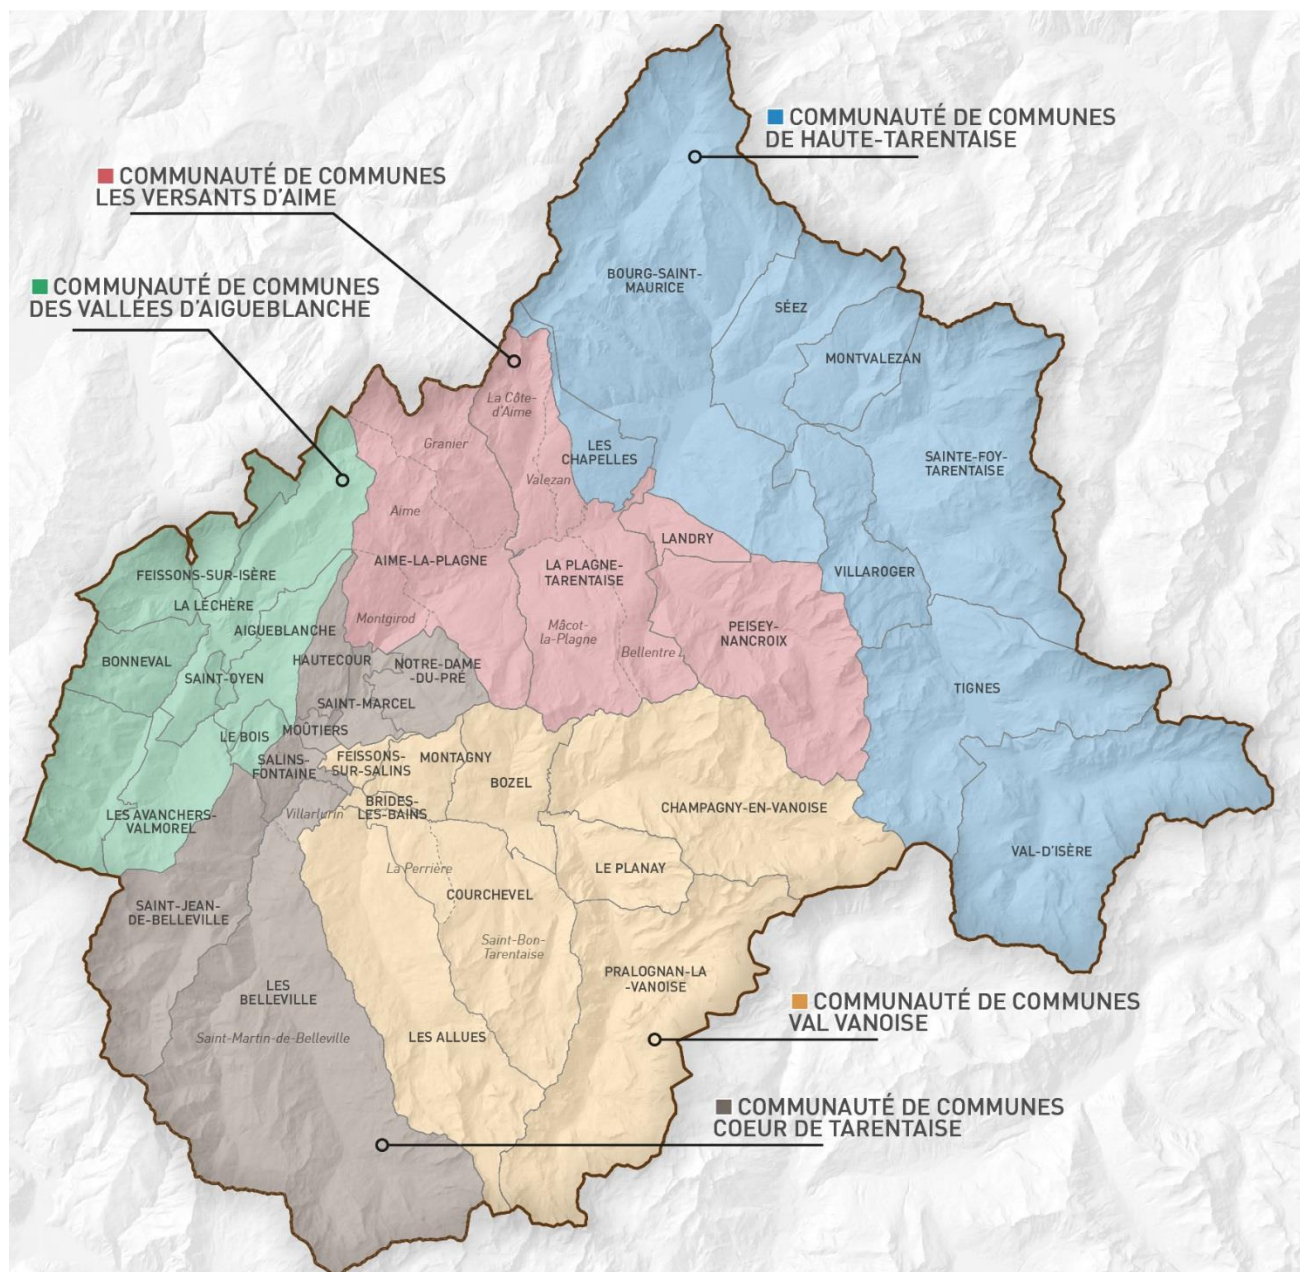 COMMUNAUTÉ DE COMMUNES
DE HAUTE-TARENTAISE
COMMUNAUTÉ DE COMMUNES
LES VERSANTS D'AIME
COMMUNAUTÉ DE COMMUNES
DES VALLÉES D'AIGUEBLANCHE
BOURG-SAINT-
MAURICE
SÉEZ
MONTVALEZAN
La Côte-
d'Aime
Granier
LES
CHAPELLES
SAINTE-FOY-
TARENTAISE
Valezan
Aime
LANDRY
AIME-LA-PLAGNE
LA PLAGNE-
TARENTAISE
VILLAROGER
FEISSONS-SUR-ISÈRE
LA LÉCHÈRE
AIGUEBLANCHE
Montgirod
Mâcot-
la-Plagne
Bellentre
PEISEY-
NANCROIX
BONNEVAL
HAUTECOUR
NOTRE-DAME
-DU-PRÉ
SAINT-OYEN
TIGNES
SAINT-MARCEL
LE BOIS
MOÛTIERS
SALINS-
FONTAINE
FEISSONS-
SUR-SALINS
MONTAGNY
BOZEL
BRIDES-
LES-BAINS
CHAMPAGNY-EN-VANOISE
LES AVANCHERS-
VALMOREL
Villarlurin
VAL-D'ISÈRE
La Perrière
LE PLANAY
COURCHEVEL
SAINT-JEAN-
DE-BELLEVILLE
Saint-Bon-
Tarentaise
LES
BELLEVILLE
PRALOGNAN-LA
-VANOISE
Saint-Martin-de-Belleville
LES ALLUES
COMMUNAUTÉ DE COMMUNES
VAL VANOISE
COMMUNAUTÉ DE COMMUNES
COEUR DE TARENTAISE